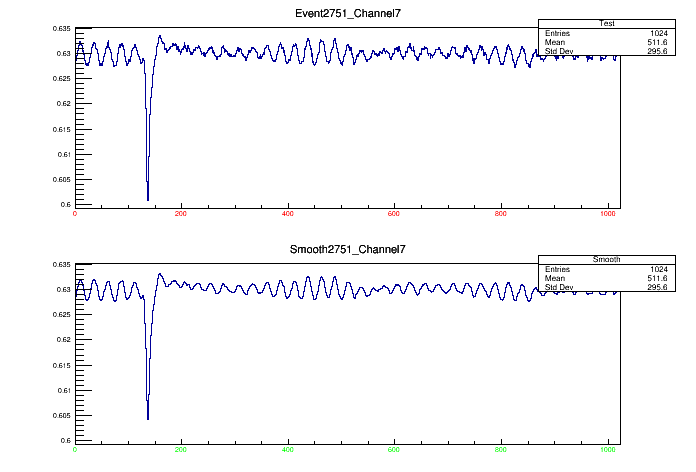 Event2751_Channel7
Test
Entries 1024
Mean 511.6
Std Dev 295.6
0.635
0.63
0.625
0.62
0.615
0.61
0.605
0.6
0 200 400 600 800 1000
Smooth2751_Channel7
Smooth
Entries 1024
Mean 511.6
Std Dev 295.6
0.635
0.63
0.625
0.62
0.615
0.61
0.605
0.6
0 200 400 600 800 1000